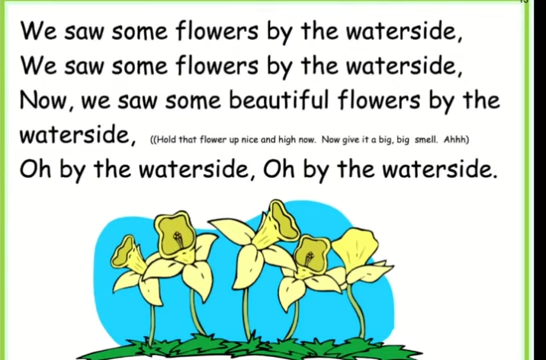 We saw some flowers by the waterside,
We saw some flowers by the waterside,
Now, we saw some beautiful flowers by the
waterside, ((Hold that flower up nice and high now. Now give it a big, big smell. Ahhh)
Oh by the waterside, Oh by the waterside.